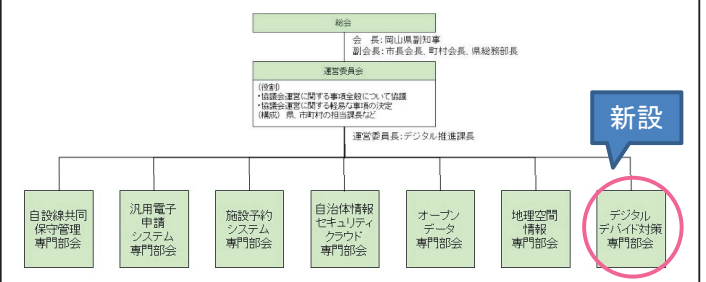 総会
会　長:岡山県副知事
副会長:市長会長、町村会長、県総務部長
運営委員会
(役割)
・協議会運営に関する事項全般について協議
・協議会運営に関する軽易な事項の決定
(構成)　県、市町村の担当課長など
運営委員長:デジタル推進課長
新設
自設線共同
保守管理
専門部会
汎用電子
申請
システム
専門部会
施設予約
システム
専門部会
自治体情報
セキュリティ
クラウド
専門部会
オープン
データ
専門部会
地理空間
情報
専門部会
デジタル
デバイド対策
専門部会